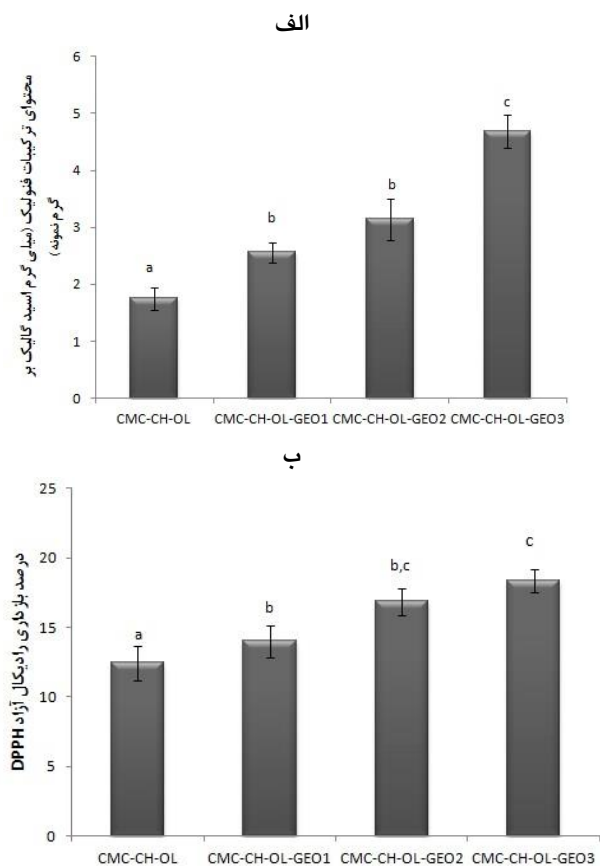 الف
محتوای ترکیبات فنولیک (میلی گرم اسید گالیک بر
گرم نمونه)
6
5
4
3
2
1
0
a
b
b
c
CMC-CH-OL CMC-CH-OL-GEO1 CMC-CH-OL-GEO2 CMC-CH-OL-GEO3
ب
درصد بازداری رادیکال آزاد DPPH
25
20
15
10
5
0
a
b
b,c
c
CMC-CH-OL CMC-CH-OL-GEO1 CMC-CH-OL-GEO2 CMC-CH-OL-GEO3